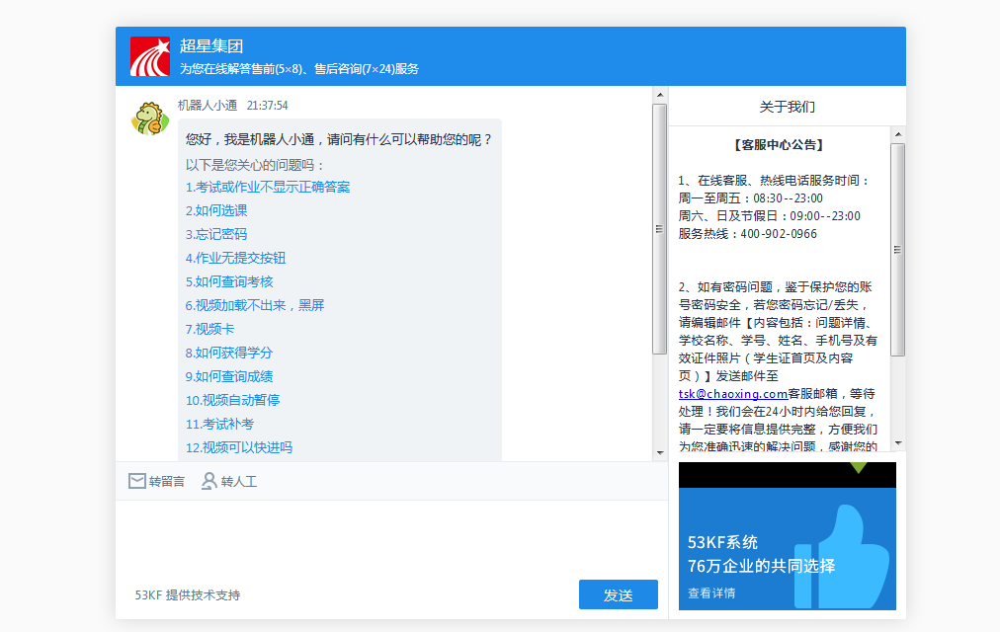 超星集团
为您在线解答售前(5×8)、售后咨询(7×24)服务
机器人小通 21:37:54
您好，我是机器人小通，请问有什么可以帮助您的呢？
以下是您关心的问题吗：
1.考试或作业不显示正确答案
2.如何选课
3.忘记密码
4.作业无提交按钮
5.如何查询考核
6.视频加载不出来，黑屏
7.视频卡
8.如何获得学分
9.如何查询成绩
10.视频自动暂停
11.考试补考
12.视频可以快进吗
转留言 转人工
53KF 提供技术支持
发送
关于我们
【客服中心公告】
1、在线客服、热线电话服务时间：
周一至周五：08:30--23:00
周六、日及节假日：09:00--23:00
服务热线：400-902-0966
2、如有密码问题，鉴于保护您的账
号密码安全，若您密码忘记/丢失，
请编辑邮件【内容包括：问题详情、
学校名称、学号、姓名、手机号及有
效证件照片（学生证首页及内容
页）】发送邮件至
tsk@chaoxing.com客服邮箱，等待
处理！我们会在24小时内给您回复，
请一定要将信息提供完整，方便我们
为您准确迅速的解决问题，感谢您的
53KF系统
76万企业的共同选择
查看详情